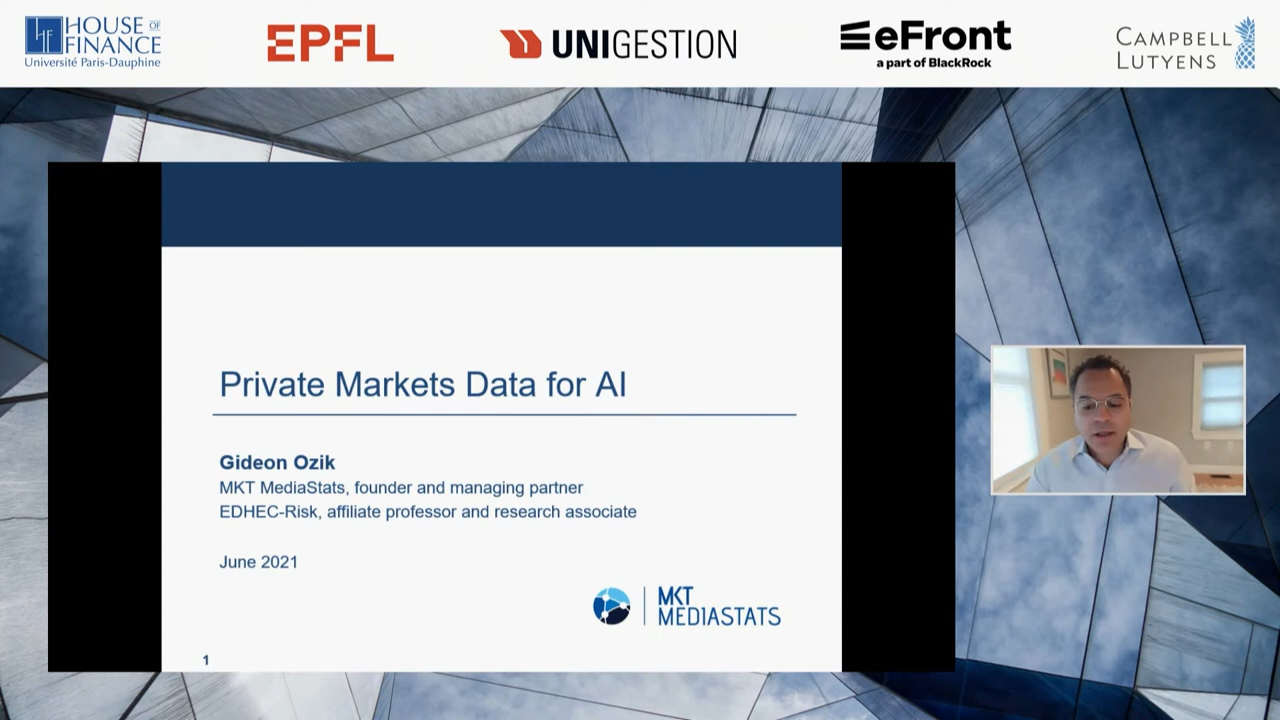 HOUSE OF
FINANCE
Université Paris-Dauphine
EPFL
UNIGESTION
eFront
a part of BlackRock
CAMPBELL
LUTYENS
Private Markets Data for AI
Gideon Ozik
MKT MediaStats, founder and managing partner
EDHEC-Risk, affiliate professor and research associate
June 2021
MKT
MEDIASTATS
1